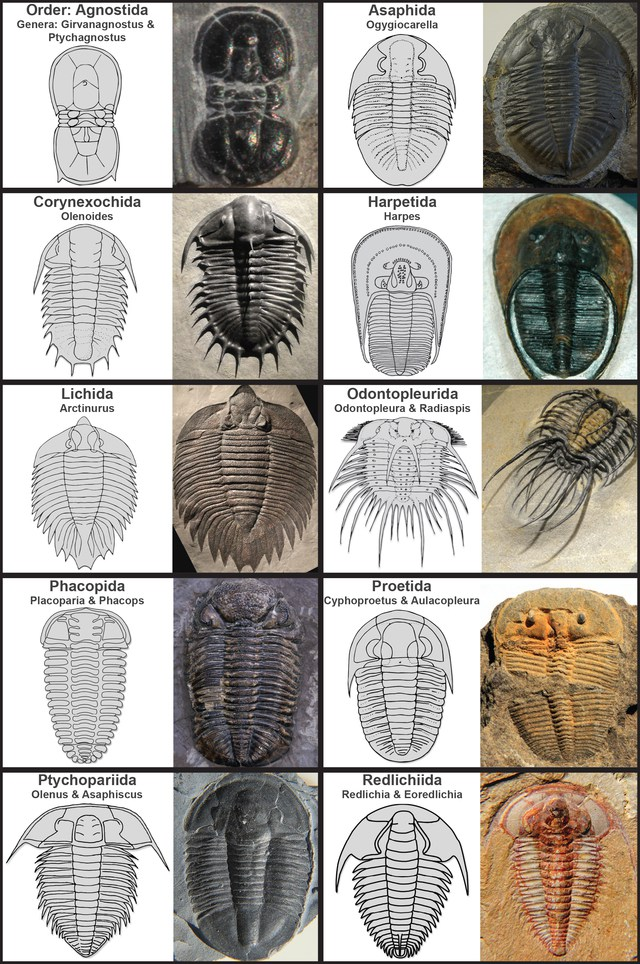 Order: Agnostida
Genera: Girvanagnostus &
Ptychagnostus
Asaphida
Ogygiocarella
Corynexochida
Olenoides
Harpetida
Harpes
Lichida
Arctinurus
Odontopleurida
Odontopleura & Radiaspis
Phacopida
Placoparia & Phacops
Proetida
Cyphoproetus & Aulacopleura
Ptychopariida
Olenus & Asaphiscus
Redlichiida
Redlichia & Eoredlichia